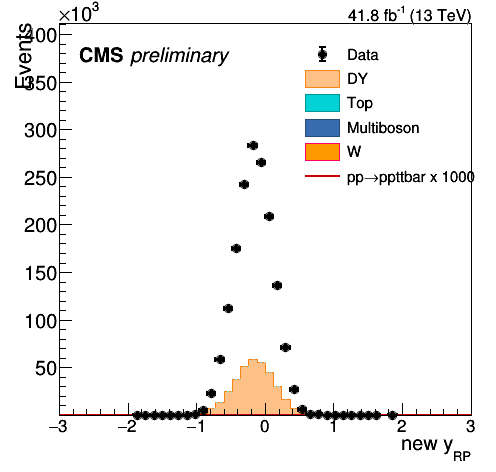 ×10³
41.8 fb⁻¹ (13 TeV)
Events
CMS preliminary
Data
DY
Top
Multiboson
W
pp→ppttbar x 1000
400
350
300
250
200
150
100
50
−3 −2 −1 0 1 2 3
new y_RP